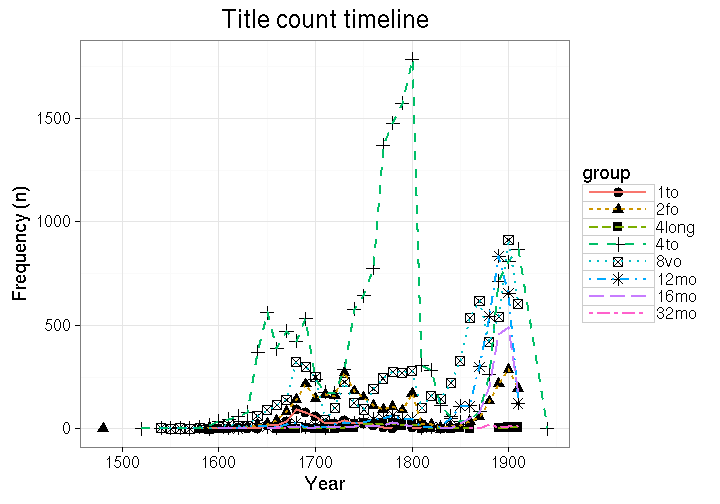 Title count timeline
Frequency (n)
1500
1000
500
0
1500
1600
1700
1800
1900
Year
group
1to
2fo
4long
4to
8vo
12mo
16mo
32mo